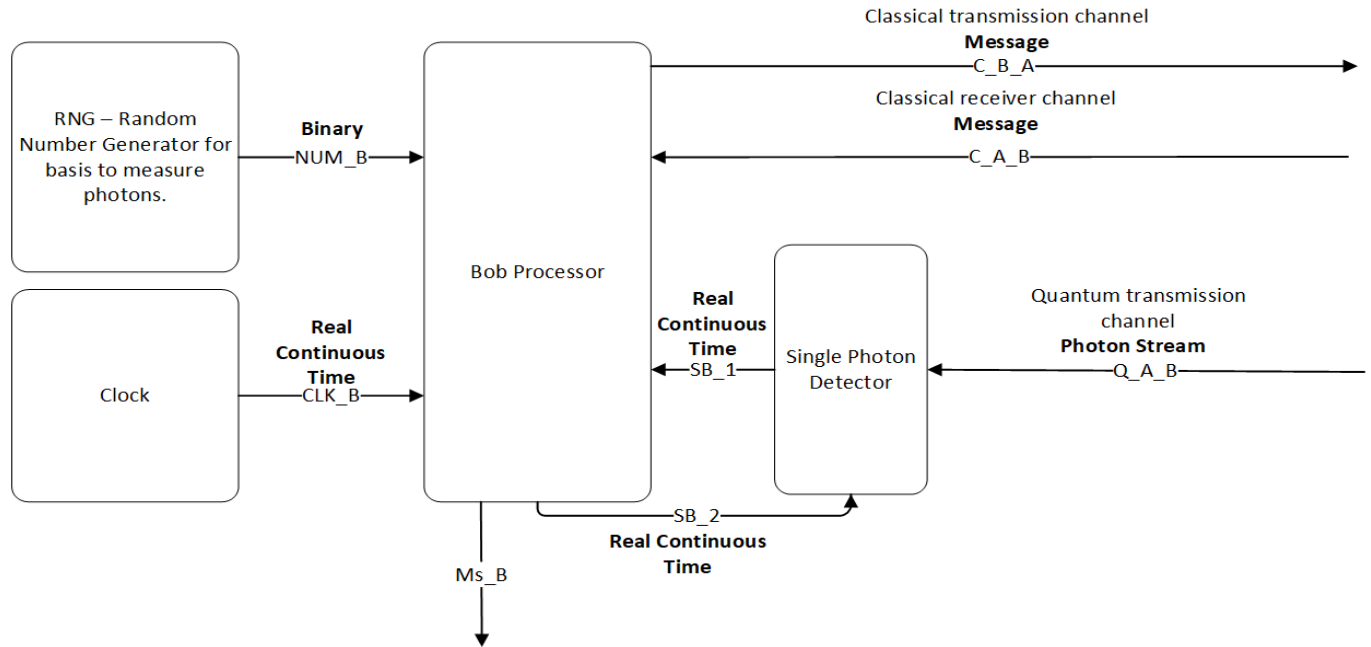 Classical transmission channel
Message
C_B_A
Classical receiver channel
Message
C_A_B
RNG – Random
Number Generator for
basis to measure
photons.
Binary
NUM_B
Bob Processor
Clock
Real
Continuous
Time
CLK_B
Real
Continuous
Time
SB_1
Single Photon
Detector
Quantum transmission
channel
Photon Stream
Q_A_B
SB_2
Real Continuous
Time
Ms_B